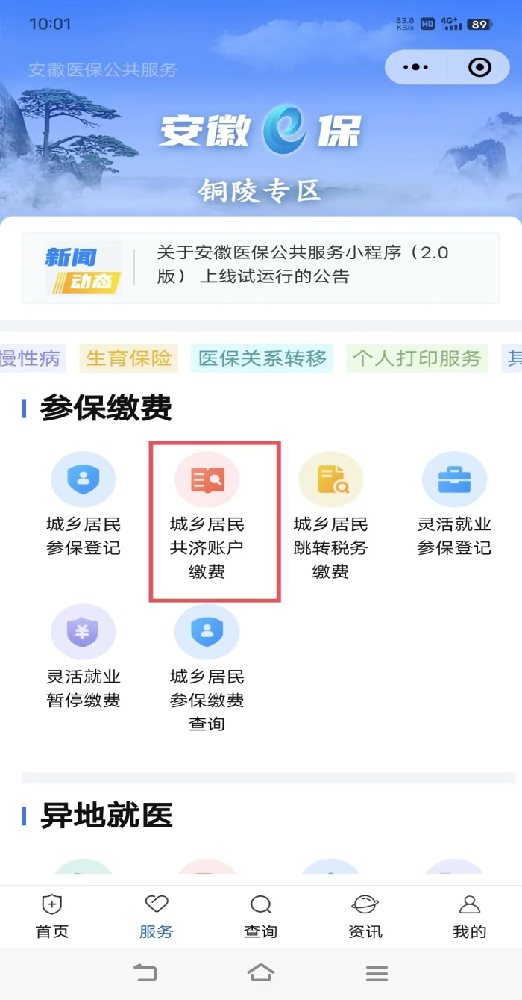 10:01
83.8 KB/s HD 4G+ 89
安徽医保公共服务
安徽e保
铜陵专区
新闻
动态
关于安徽医保公共服务小程序（2.0
版） 上线试运行的公告
慢性病 生育保险 医保关系转移 个人打印服务 其
参保缴费
城乡居民
参保登记
城乡居民
共济账户
缴费
城乡居民
跳转税务
缴费
灵活就业
参保登记
灵活就业
暂停缴费
城乡居民
参保缴费
查询
异地就医
首页 服务 查询 资讯 我的